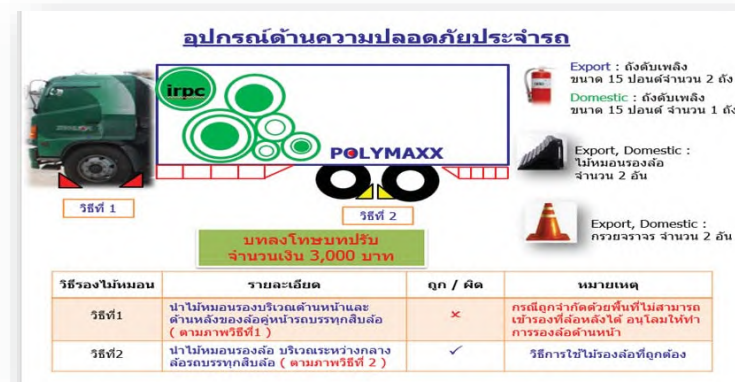 อุปกรณ์ด้านความปลอดภัยประจำรถ
Export : ถังดับเพลิง
ขนาด 15 ปอนด์จำนวน 2 ถัง
Domestic : ถังดับเพลิง
ขนาด 15 ปอนด์ จำนวน 1 ถัง
irpc
POLYMAXX
Export, Domestic :
ไม้หมอนรองล้อ
จำนวน 2 อัน
วิธีที่ 1
วิธีที่ 2
Export, Domestic :
กรวยจราจร จำนวน 2 อัน
บทลงโทษบทปรับ
จำนวนเงิน 3,000 บาท
วิธีรองไม้หมอน รายละเอียด ถูก / ผิด หมายเหตุ
วิธีที่1
นำไม้หมอนรองบริเวณด้านหน้าและ
ด้านหลังของล้อคู่หน้ารถบรรทุกสิบล้อ
( ตามภาพวิธีที่1 )
×
กรณีถูกจำกัดด้วยพื้นที่ไม่สามารถ
เข้ารองที่ล้อหลังได้ อนุโลมให้ทำ
การรองล้อด้านหน้า
วิธีที่2
นำไม้หมอนรองล้อ บริเวณระหว่างกลาง
ล้อรถบรรทุกสิบล้อ ( ตามภาพวิธีที่ 2 )
✓
วิธีการใช้ไม้รองล้อที่ถูกต้อง